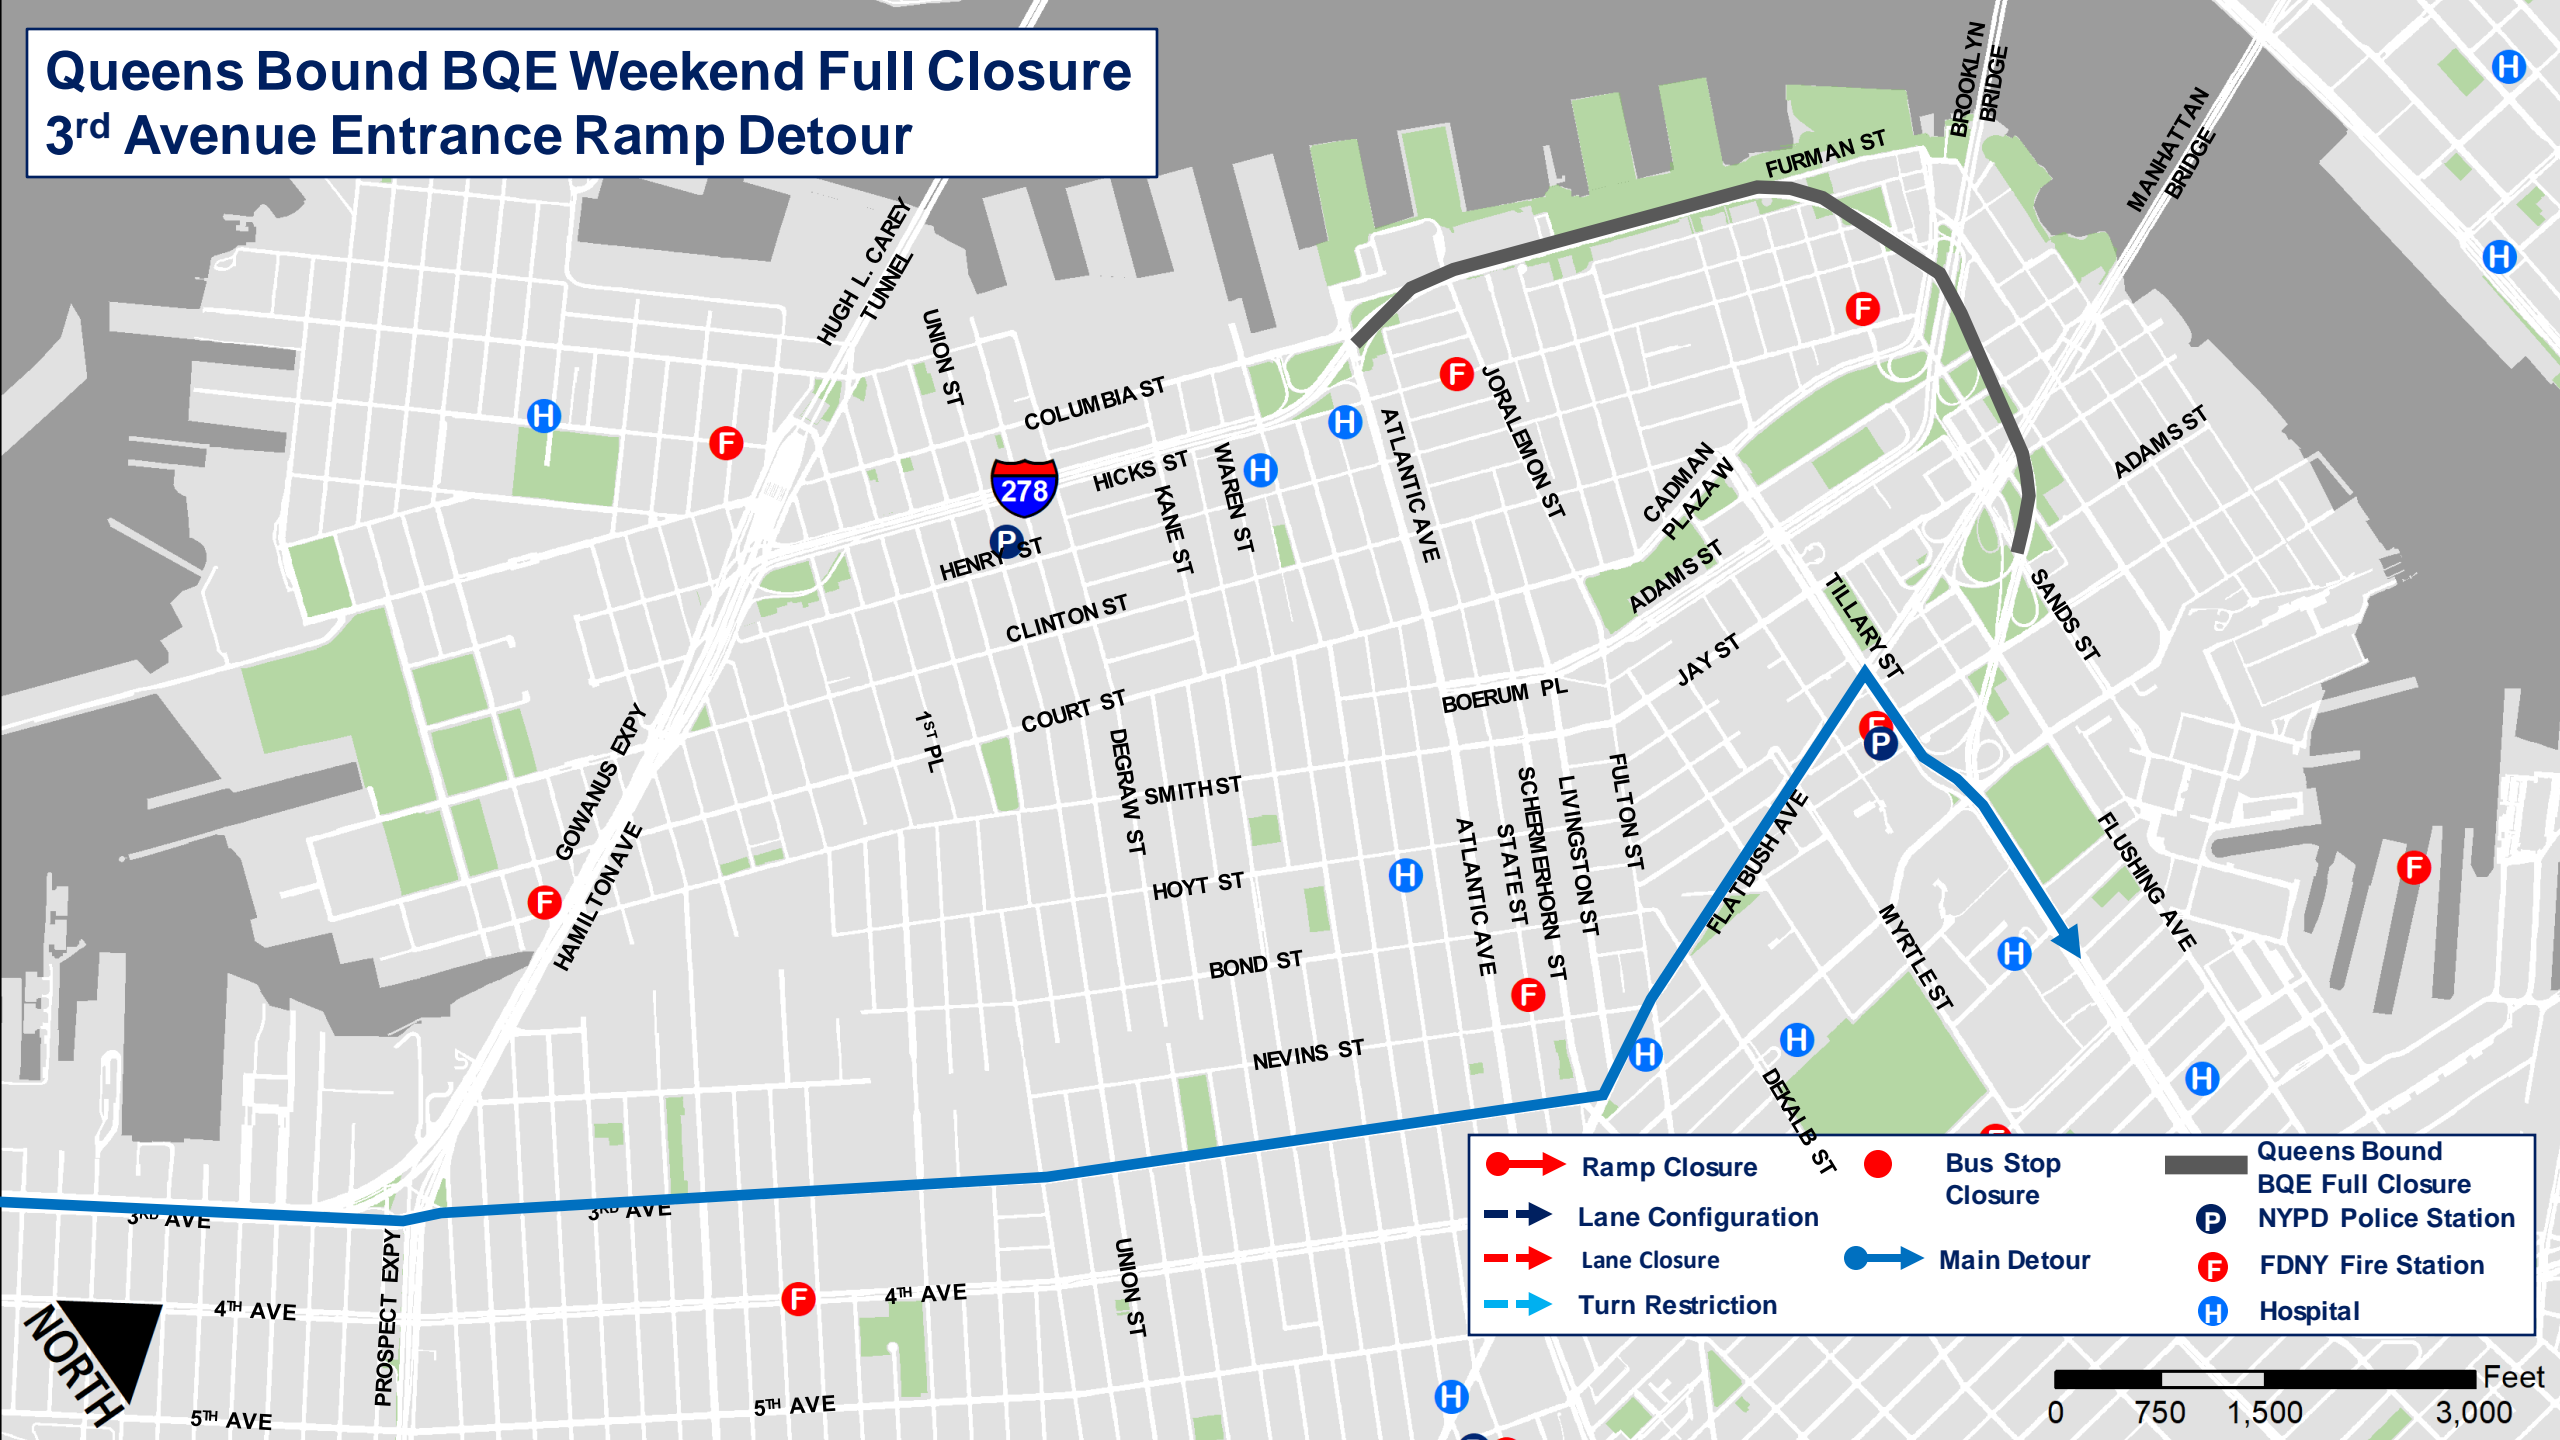 Queens Bound BQE Weekend Full Closure
3rd Avenue Entrance Ramp Detour
BROOKLYN
BRIDGE
MANHATTAN
BRIDGE
FURMAN ST
HUGH L. CAREY
TUNNEL
UNION ST
COLUMBIA ST
HICKS ST
278
KANE ST
WAREN ST
ATLANTIC AVE
JORALEMON ST
CADMAN
PLAZA W
ADAMS ST
ADAMS ST
HENRY ST
CLINTON ST
COURT ST
1ST PL
DEGRAW ST
SMITH ST
HOYT ST
BOND ST
NEVINS ST
BOERUM PL
JAY ST
TILLARY ST
SANDS ST
GOWANUS EXPY
HAMILTON AVE
ATLANTIC AVE
STATE ST
SCHERMERHORN ST
LIVINGSTON ST
FULTON ST
FLATBUSH AVE
MYRTLE ST
FLUSHING AVE
DEKALB ST
3RD AVE
3RD AVE
PROSPECT EXPY
4TH AVE
4TH AVE
UNION ST
5TH AVE
5TH AVE
NORTH
H
H
H
H
H
H
H
H
H
H
H
H
F
F
F
F
F
F
F
F
F
P
P
Ramp Closure
Lane Configuration
Lane Closure
Turn Restriction
Bus Stop
Closure
Main Detour
Queens Bound
BQE Full Closure
P NYPD Police Station
F FDNY Fire Station
H Hospital
Feet
0 750 1,500 3,000